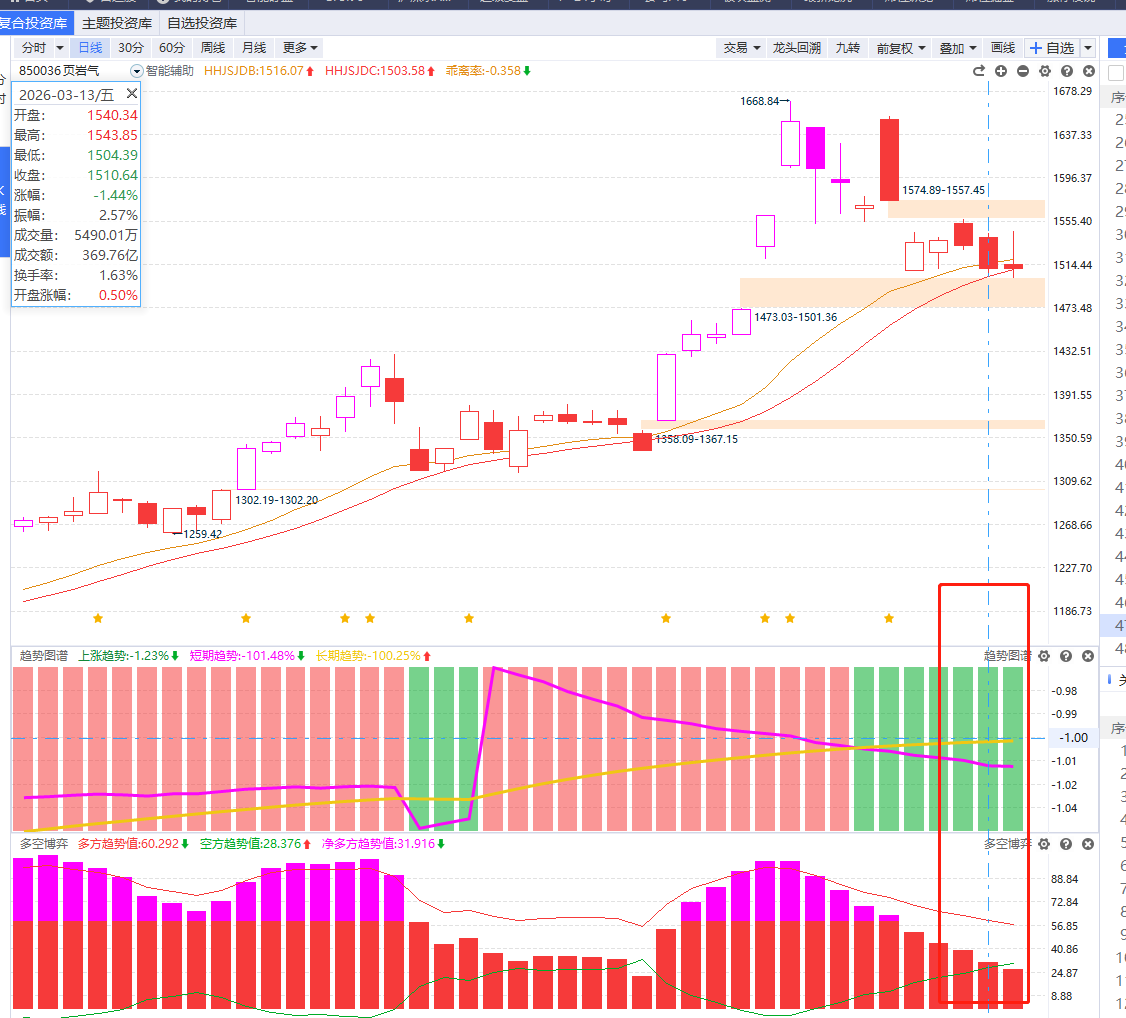 复合投资库 主题投资库 自选投资库
分时 日线 30分 60分 周线 月线 更多 交易 龙头回溯 九转 前复权 叠加 画线 自选
850036 页岩气 智能辅助 HHJSJDB:1516.07 HHJSJDC:1503.58 乖离率:-0.358
2026-03-13/五
开盘: 1540.34
最高: 1543.85
最低: 1504.39
收盘: 1510.64
涨幅: -1.44%
振幅: 2.57%
成交量: 5490.01万
成交额: 369.76亿
换手率: 1.63%
开盘涨幅: 0.50%
1678.29
1668.84
1637.33
1596.37
1574.89-1557.45
1555.40
1514.44
1473.48
1473.03-1501.36
1432.51
1391.55
1350.59
1358.09-1367.15
1309.62
1302.19-1302.20
1268.66
1259.42
1227.70
1186.73
趋势图谱 上涨趋势:-1.23% 短期趋势:-101.48% 长期趋势:-100.25% 趋势图谱
-0.98
-0.99
-1.00
-1.01
-1.02
-1.04
多空博弈 多方趋势值:60.292 空方趋势值:28.376 净多方趋势值:31.916 多空博弈
88.84
72.84
56.85
40.86
24.87
8.88